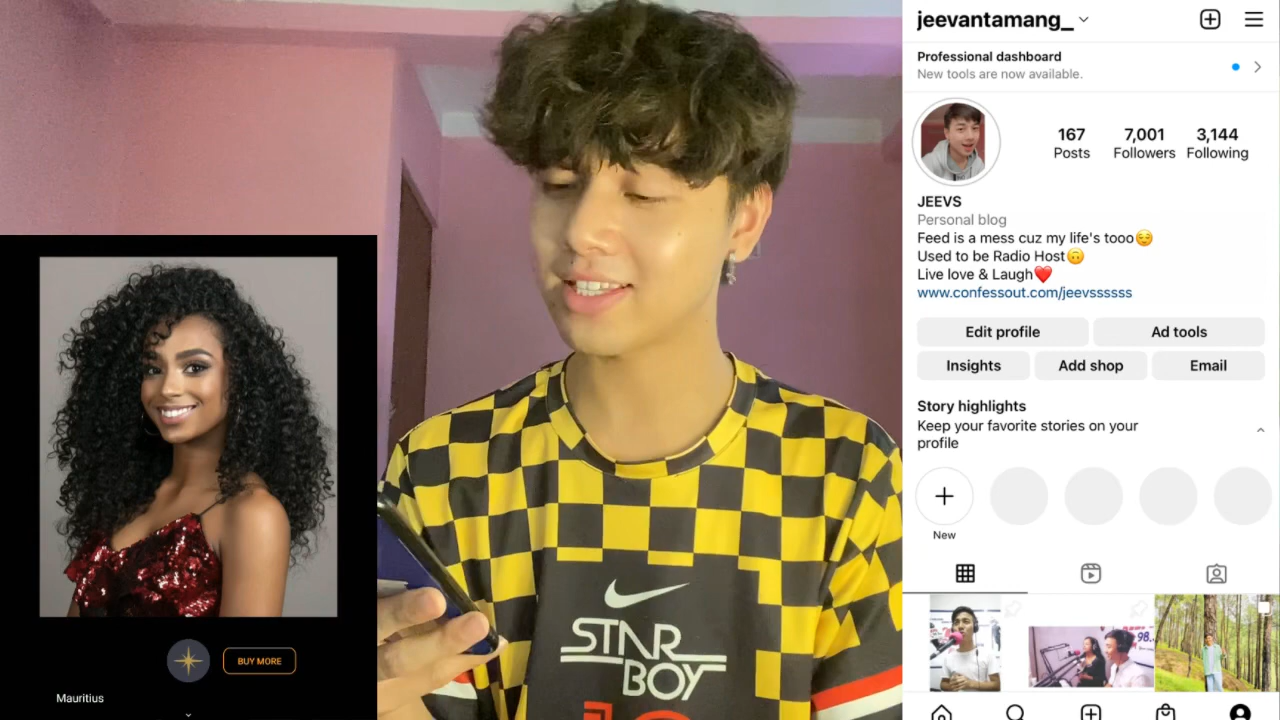 BUY MORE
Mauritius
STAR
BOY
jeevantamang_
Professional dashboard
New tools are now available.
167
Posts
7,001
Followers
3,144
Following
JEEVS
Personal blog
Feed is a mess cuz my life's tooo😌
Used to be Radio Host🙃
Live love & Laugh❤️
www.confessout.com/jeevssssss
Edit profile
Ad tools
Insights
Add shop
Email
Story highlights
Keep your favorite stories on your
profile
New
98.